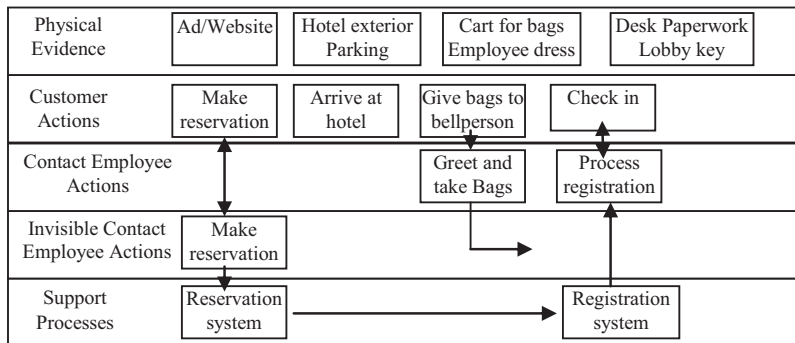 Physical
Evidence
Ad/Website
Hotel exterior
Parking
Cart for bags
Employee dress
Desk Paperwork
Lobby key
Customer
Actions
Make
reservation
Arrive at
hotel
Give bags to
bellperson
Check in
Contact Employee
Actions
Greet and
take Bags
Process
registration
Invisible Contact
Employee Actions
Make
reservation
Support
Processes
Reservation
system
Registration
system